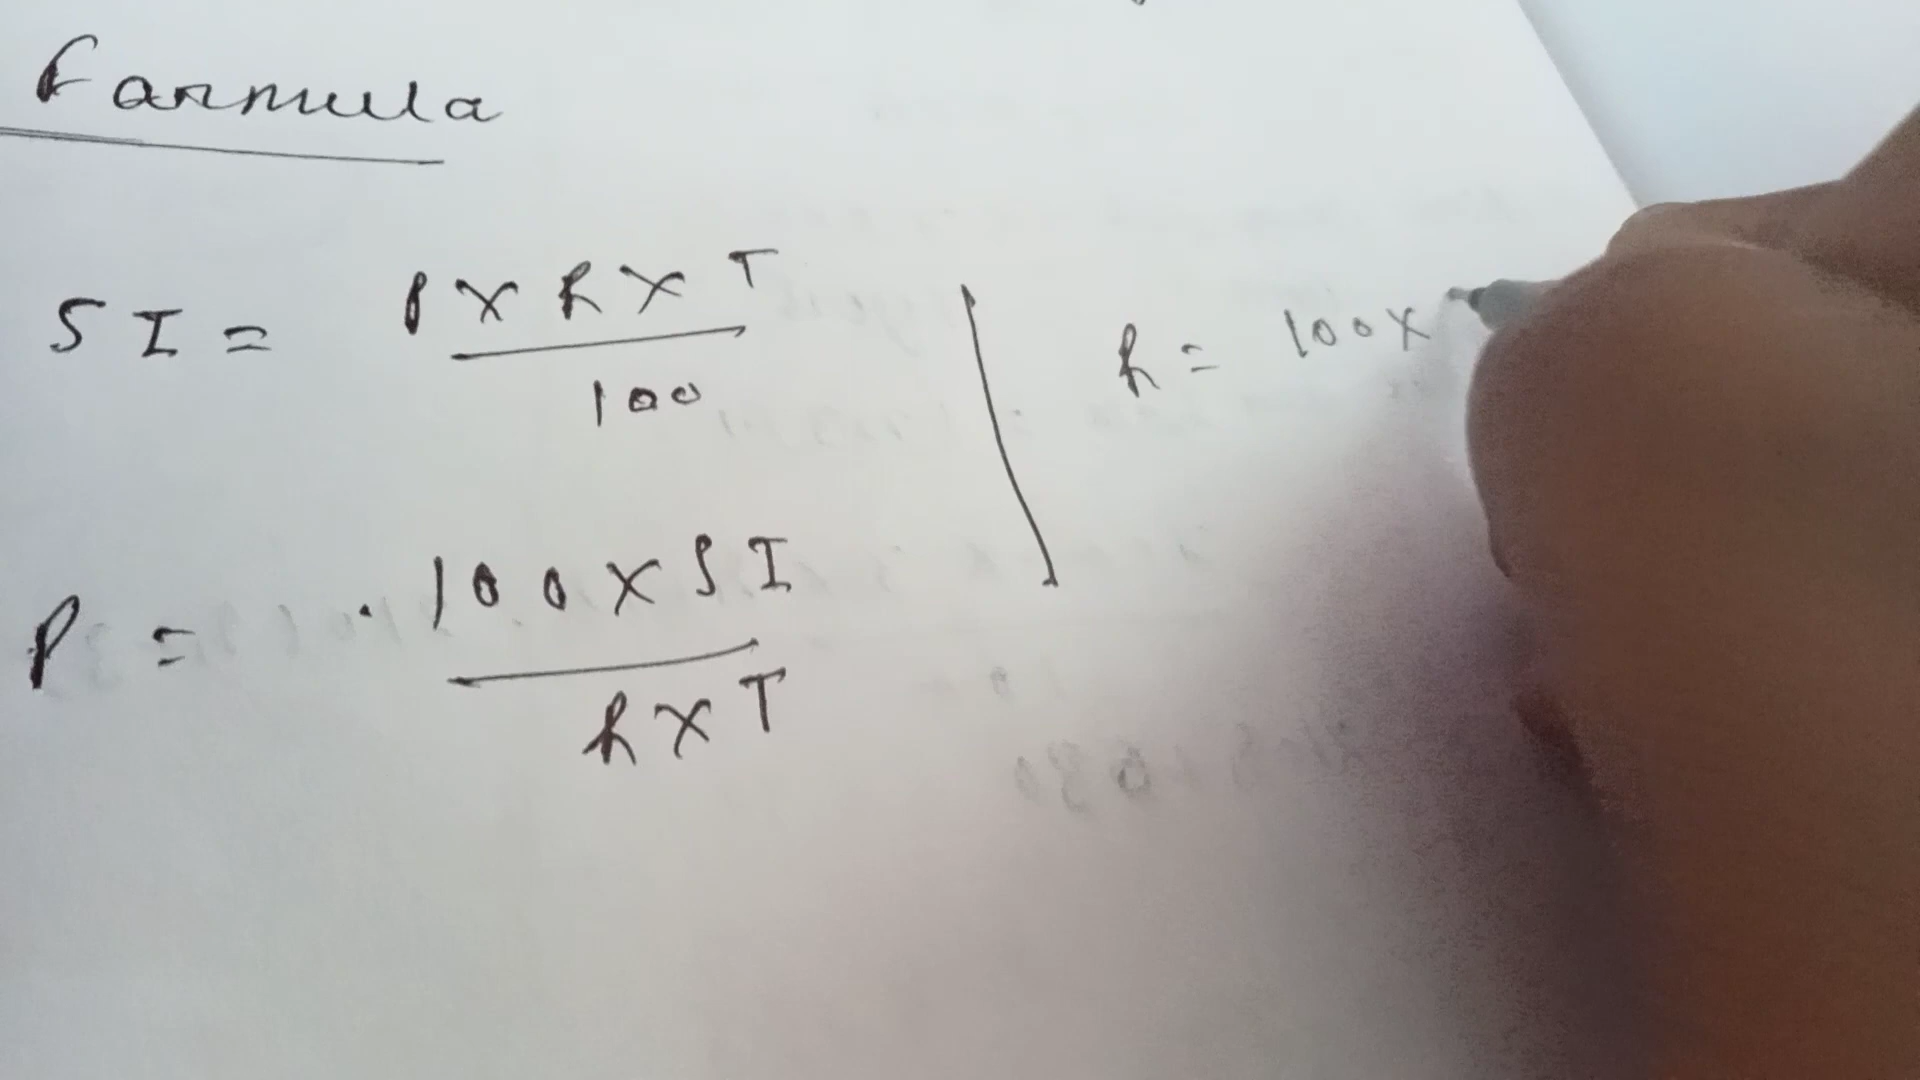 Formula
SI = P X R X T
100
P = 100 X SI
R X T
R = 100 X